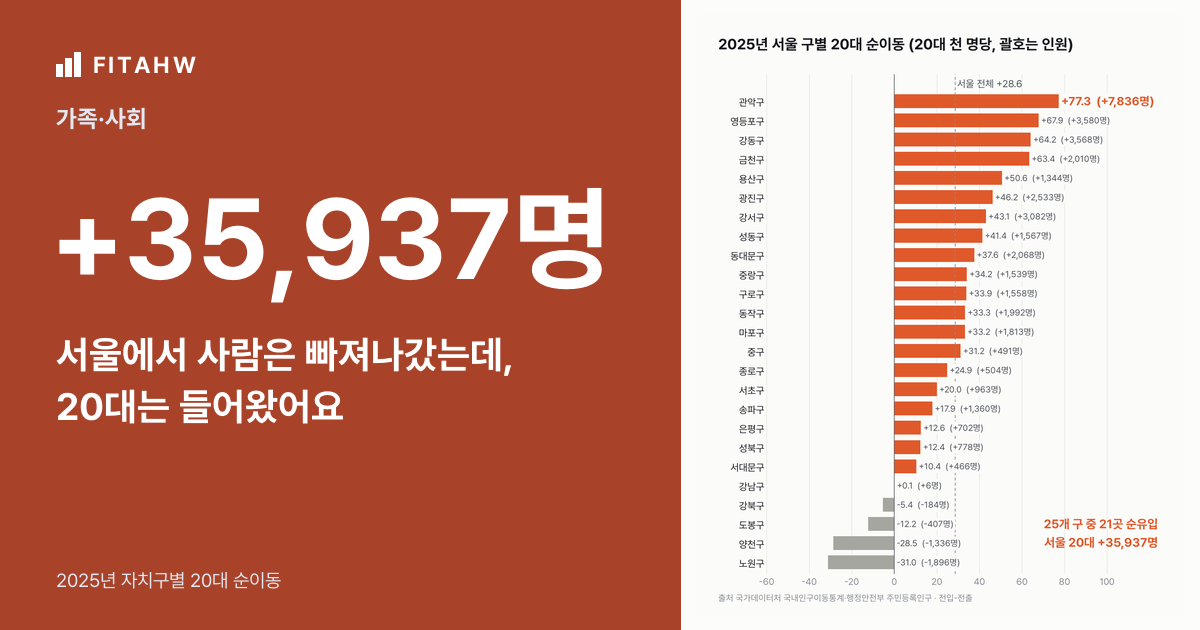 FITAHW
가족·사회
+35,937명
서울에서 사람은 빠져나갔는데,
20대는 들어왔어요
2025년 자치구별 20대 순이동
2025년 서울 구별 20대 순이동 (20대 천 명당, 괄호는 인원)
서울 전체 +28.6
관악구 +77.3 (+7,836명)
영등포구 +67.9 (+3,580명)
강동구 +64.2 (+3,568명)
금천구 +63.4 (+2,010명)
용산구 +50.6 (+1,344명)
광진구 +46.2 (+2,533명)
강서구 +43.1 (+3,082명)
성동구 +41.4 (+1,567명)
동대문구 +37.6 (+2,068명)
중랑구 +34.2 (+1,539명)
구로구 +33.9 (+1,558명)
동작구 +33.3 (+1,992명)
마포구 +33.2 (+1,813명)
중구 +31.2 (+491명)
종로구 +24.9 (+504명)
서초구 +20.0 (+963명)
송파구 +17.9 (+1,360명)
은평구 +12.6 (+702명)
성북구 +12.4 (+778명)
서대문구 +10.4 (+466명)
강남구 +0.1 (+6명)
강북구 -5.4 (-184명)
도봉구 -12.2 (-407명)
양천구 -28.5 (-1,336명)
노원구 -31.0 (-1,896명)
25개 구 중 21곳 순유입
서울 20대 +35,937명
-60 -40 -20 0 20 40 60 80 100
출처 국가데이터처 국내인구이동통계·행정안전부 주민등록인구 · 전입-전출